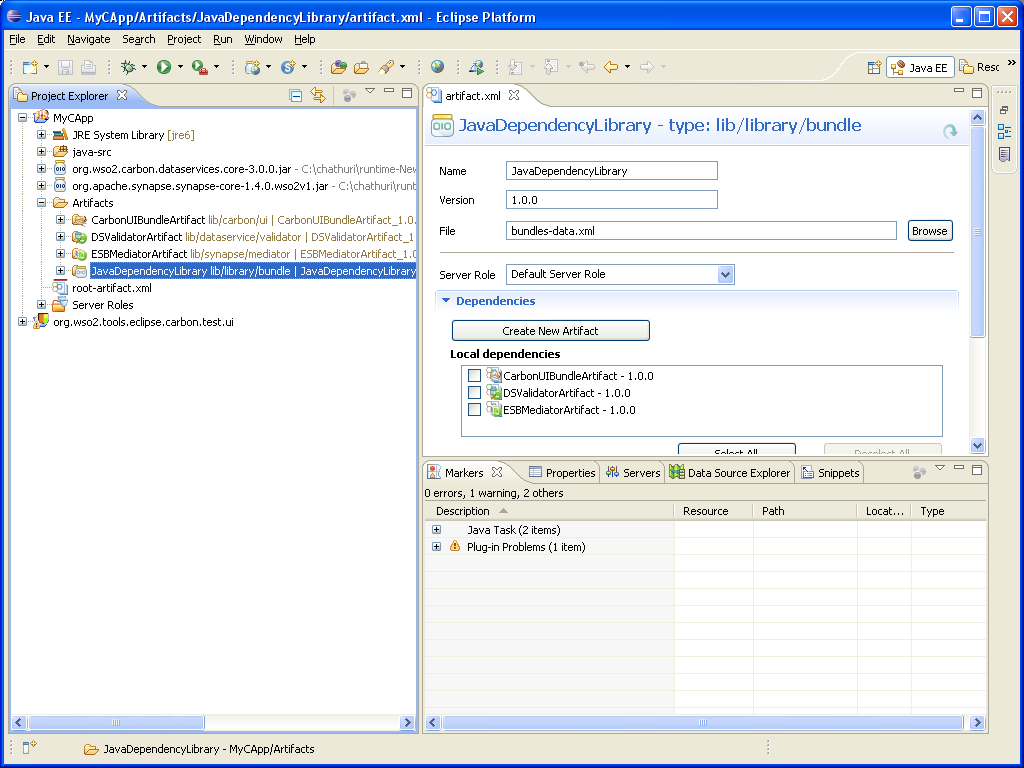 Java EE - MyCApp/Artifacts/JavaDependencyLibrary/artifact.xml - Eclipse Platform
File Edit Navigate Search Project Run Window Help
Java EE Resc »
Project Explorer
MyCApp
JRE System Library [jre6]
java-src
org.wso2.carbon.dataservices.core-3.0.0.jar - C:\chathuri\runtime-New
org.apache.synapse.synapse-core-1.4.0.wso2v1.jar - C:\chathuri\runt
Artifacts
CarbonUIBundleArtifact lib/carbon/ui | CarbonUIBundleArtifact_1.0.
DSValidatorArtifact lib/dataservice/validator | DSValidatorArtifact_1
ESBMediatorArtifact lib/synapse/mediator | ESBMediatorArtifact_1.0
JavaDependencyLibrary lib/library/bundle | JavaDependencyLibrary
root-artifact.xml
Server Roles
org.wso2.tools.eclipse.carbon.test.ui
artifact.xml
JavaDependencyLibrary - type: lib/library/bundle
Name JavaDependencyLibrary
Version 1.0.0
File bundles-data.xml Browse
Server Role Default Server Role
Dependencies
Create New Artifact
Local dependencies
CarbonUIBundleArtifact - 1.0.0
DSValidatorArtifact - 1.0.0
ESBMediatorArtifact - 1.0.0
Select All Deselect All
Markers Properties Servers Data Source Explorer Snippets
0 errors, 1 warning, 2 others
Description Resource Path Locat... Type
Java Task (2 items)
Plug-in Problems (1 item)
JavaDependencyLibrary - MyCApp/Artifacts